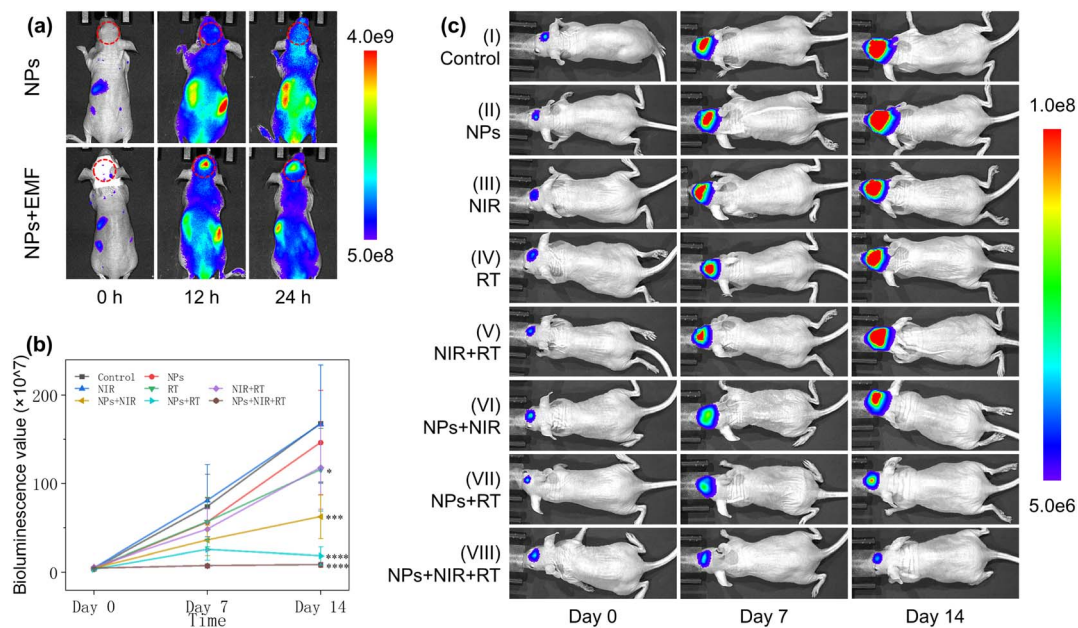 (a)
NPs
NPs+EMF
4.0e9
5.0e8
0 h
12 h
24 h
(b)
Bioluminescence value (×10^7)
200
100
0
Control
NPs
NIR
RT
NIR+RT
NPs+NIR
NPs+RT
NPs+NIR+RT
*
***
****
****
Day 0
Day 7
Day 14
Time
(c)
(I)
Control
(II)
NPs
(III)
NIR
(IV)
RT
(V)
NIR+RT
(VI)
NPs+NIR
(VII)
NPs+RT
(VIII)
NPs+NIR+RT
1.0e8
5.0e6
Day 0
Day 7
Day 14